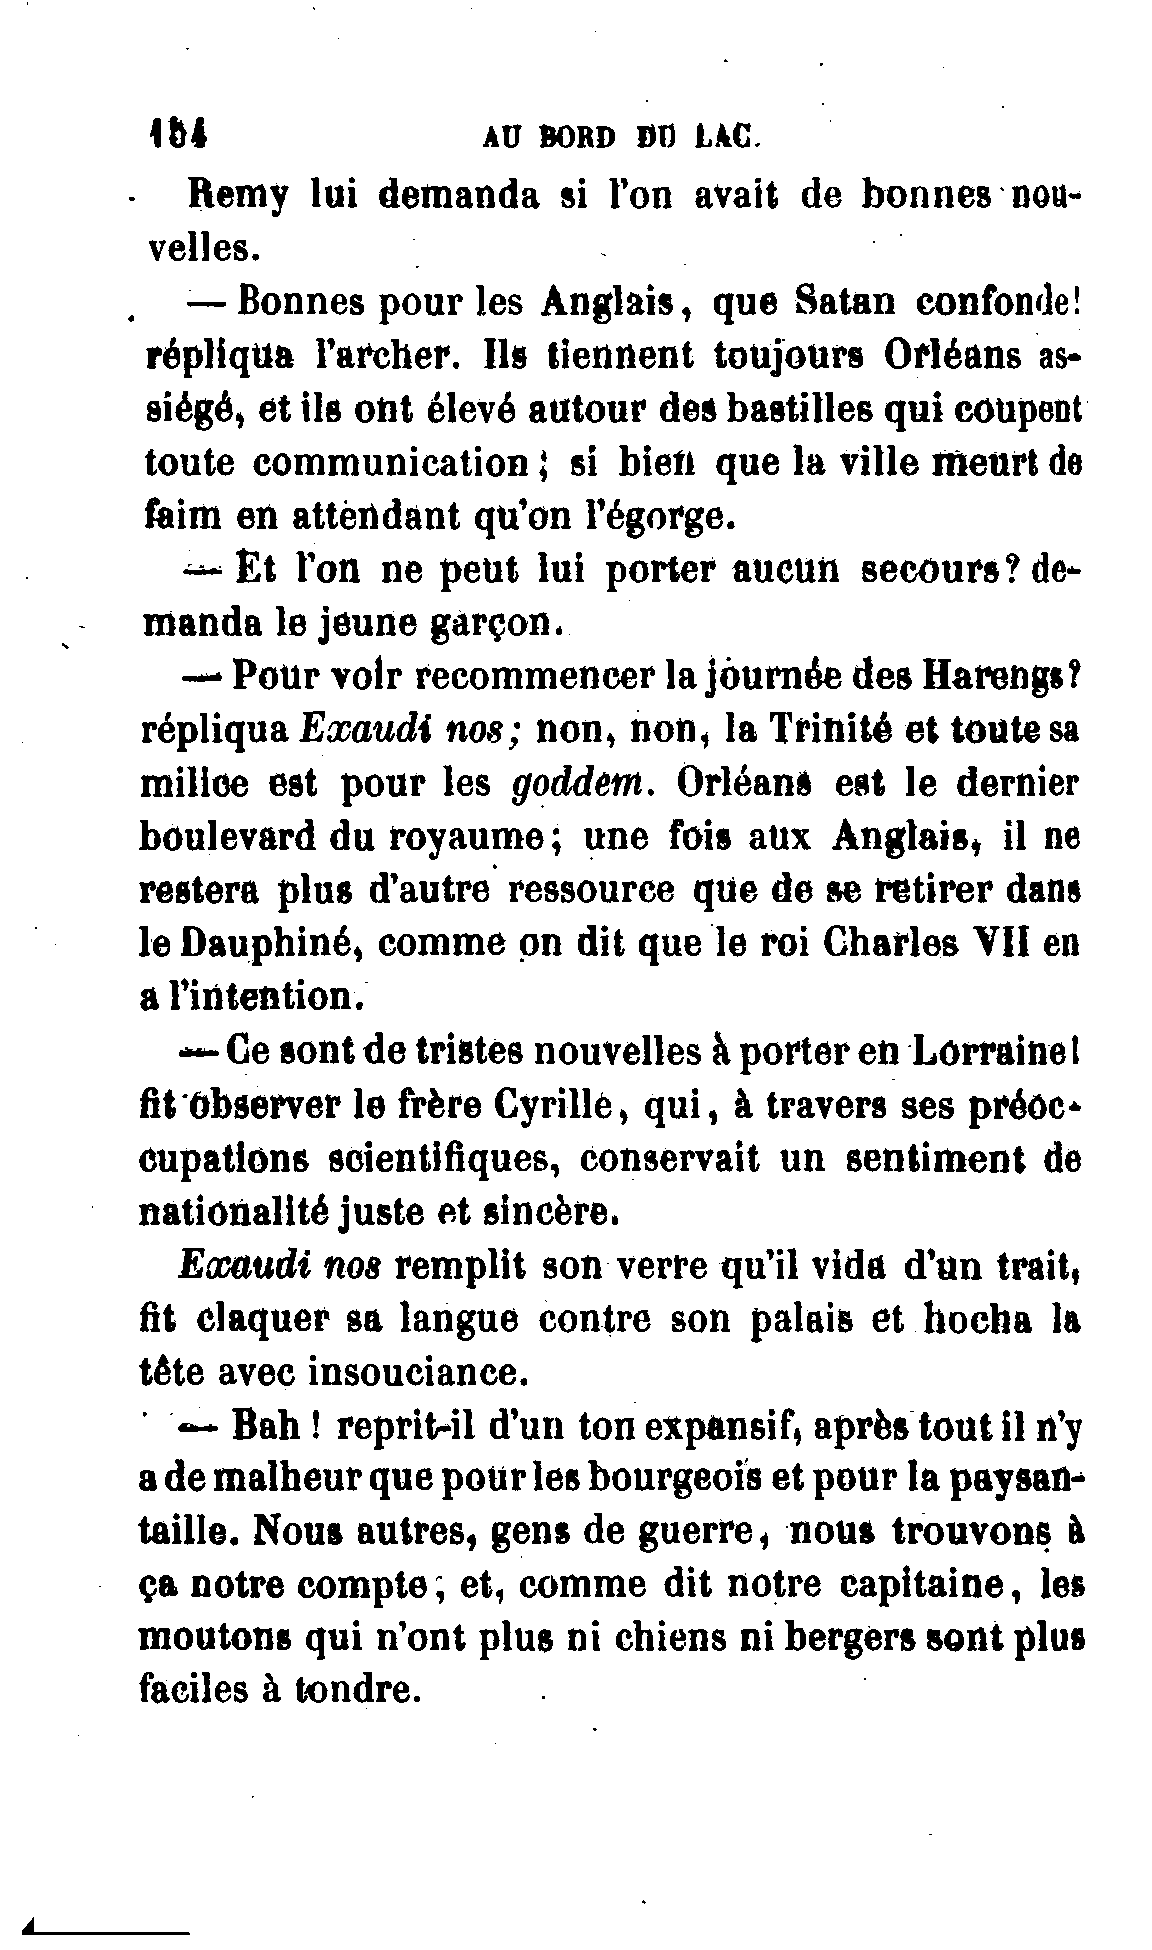 154 AU BORD DU LAC.
Remy lui demanda si l'on avait de bonnes nou-
velles.
— Bonnes pour les Anglais, que Satan confonde!
répliqua l'archer. Ils tiennent toujours Orléans as-
siégé, et ils ont élevé autour des bastilles qui coupent
toute communication; si bien que la ville meurt de
faim en attendant qu'on l'égorge.
— Et l'on ne peut lui porter aucun secours? de-
manda le jeune garçon.
— Pour voir recommencer la journée des Harengs?
répliqua Exaudi nos; non, non, la Trinité et toute sa
milice est pour les goddem. Orléans est le dernier
boulevard du royaume; une fois aux Anglais, il ne
restera plus d'autre ressource que de se retirer dans
le Dauphiné, comme on dit que le roi Charles VII en
a l'intention.
— Ce sont de tristes nouvelles à porter en Lorraine!
fit observer le frère Cyrille, qui, à travers ses préoc-
cupations scientifiques, conservait un sentiment de
nationalité juste et sincère.
Exaudi nos remplit son verre qu'il vida d'un trait,
fit claquer sa langue contre son palais et hocha la
tête avec insouciance.
— Bah! reprit-il d'un ton expansif, après tout il n'y
a de malheur que pour les bourgeois et pour la paysan-
taille. Nous autres, gens de guerre, nous trouvons à
ça notre compte; et, comme dit notre capitaine, les
moutons qui n'ont plus ni chiens ni bergers sont plus
faciles à tondre.